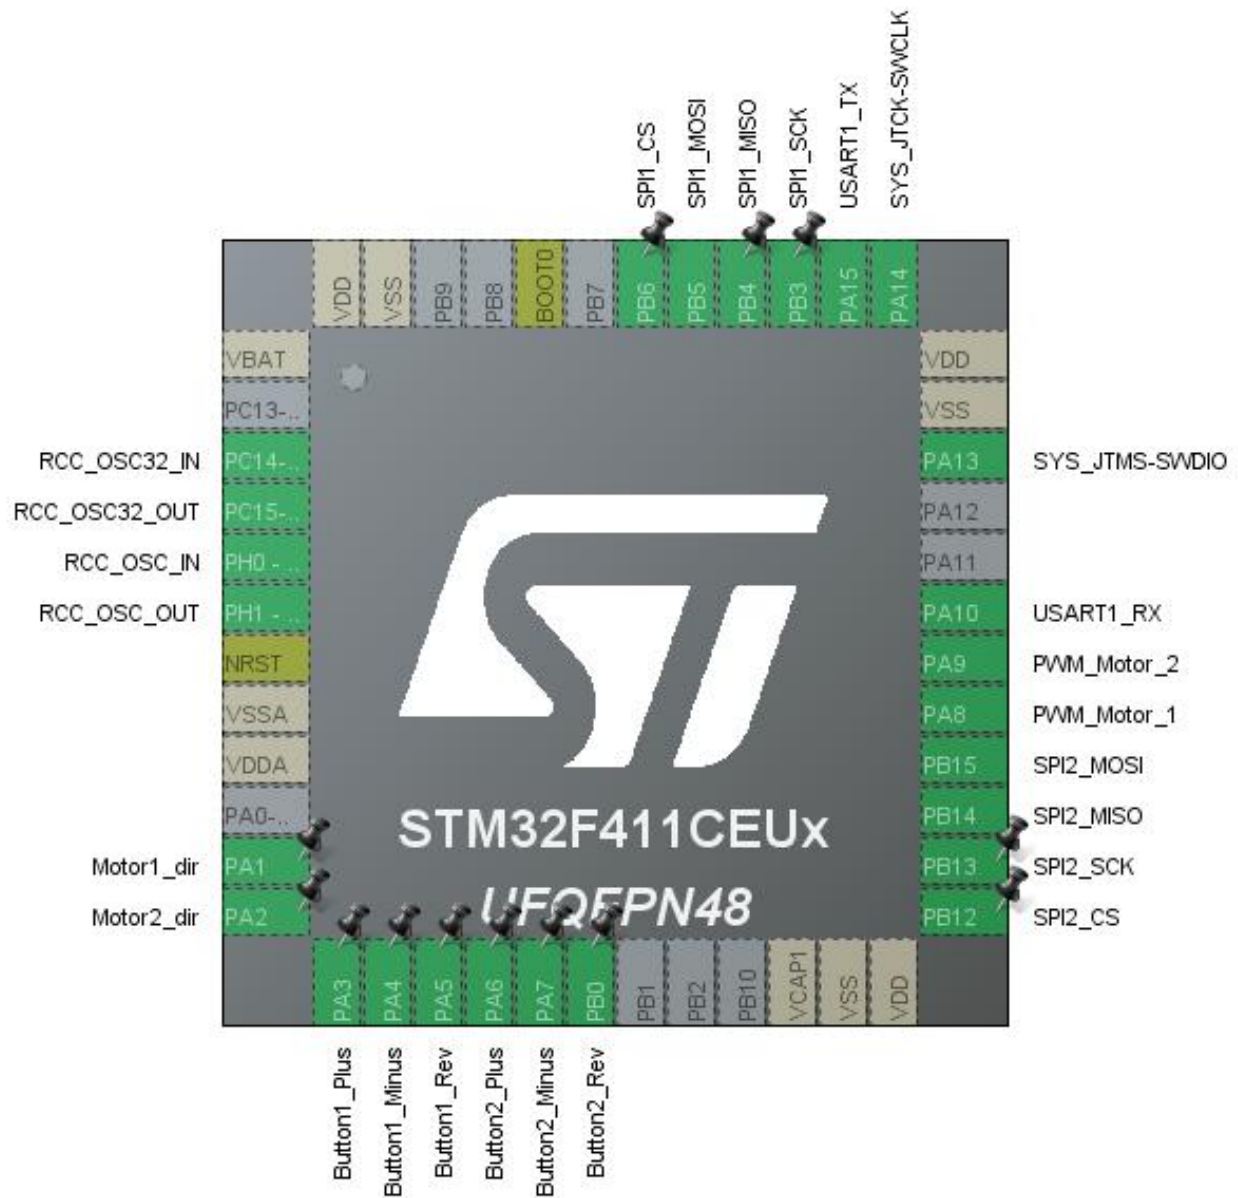 SPI1_CS
SPI1_MOSI
SPI1_MISO
SPI1_SCK
USART1_TX
SYS_JTCK-SWCLK
VDD
VSS
PB9
PB8
BOOT0
PB7
PB6
PB5
PB4
PB3
PA15
PA14
VBAT
PC13-..
RCC_OSC32_IN
PC14-..
RCC_OSC32_OUT
PC15-..
RCC_OSC_IN
PH0 - ..
RCC_OSC_OUT
PH1 - ..
NRST
VSSA
VDDA
PA0-..
Motor1_dir
PA1
Motor2_dir
PA2
ST
STM32F411CEUx
UFQFPN48
VDD
VSS
PA13
SYS_JTMS-SWDIO
PA12
PA11
PA10
USART1_RX
PA9
PWM_Motor_2
PA8
PWM_Motor_1
PB15
SPI2_MOSI
PB14
SPI2_MISO
PB13
SPI2_SCK
PB12
SPI2_CS
PA3
PA4
PA5
PA6
PA7
PB0
PB1
PB2
PB10
VCAP1
VSS
VDD
Button1_Plus
Button1_Minus
Button1_Rev
Button2_Plus
Button2_Minus
Button2_Rev